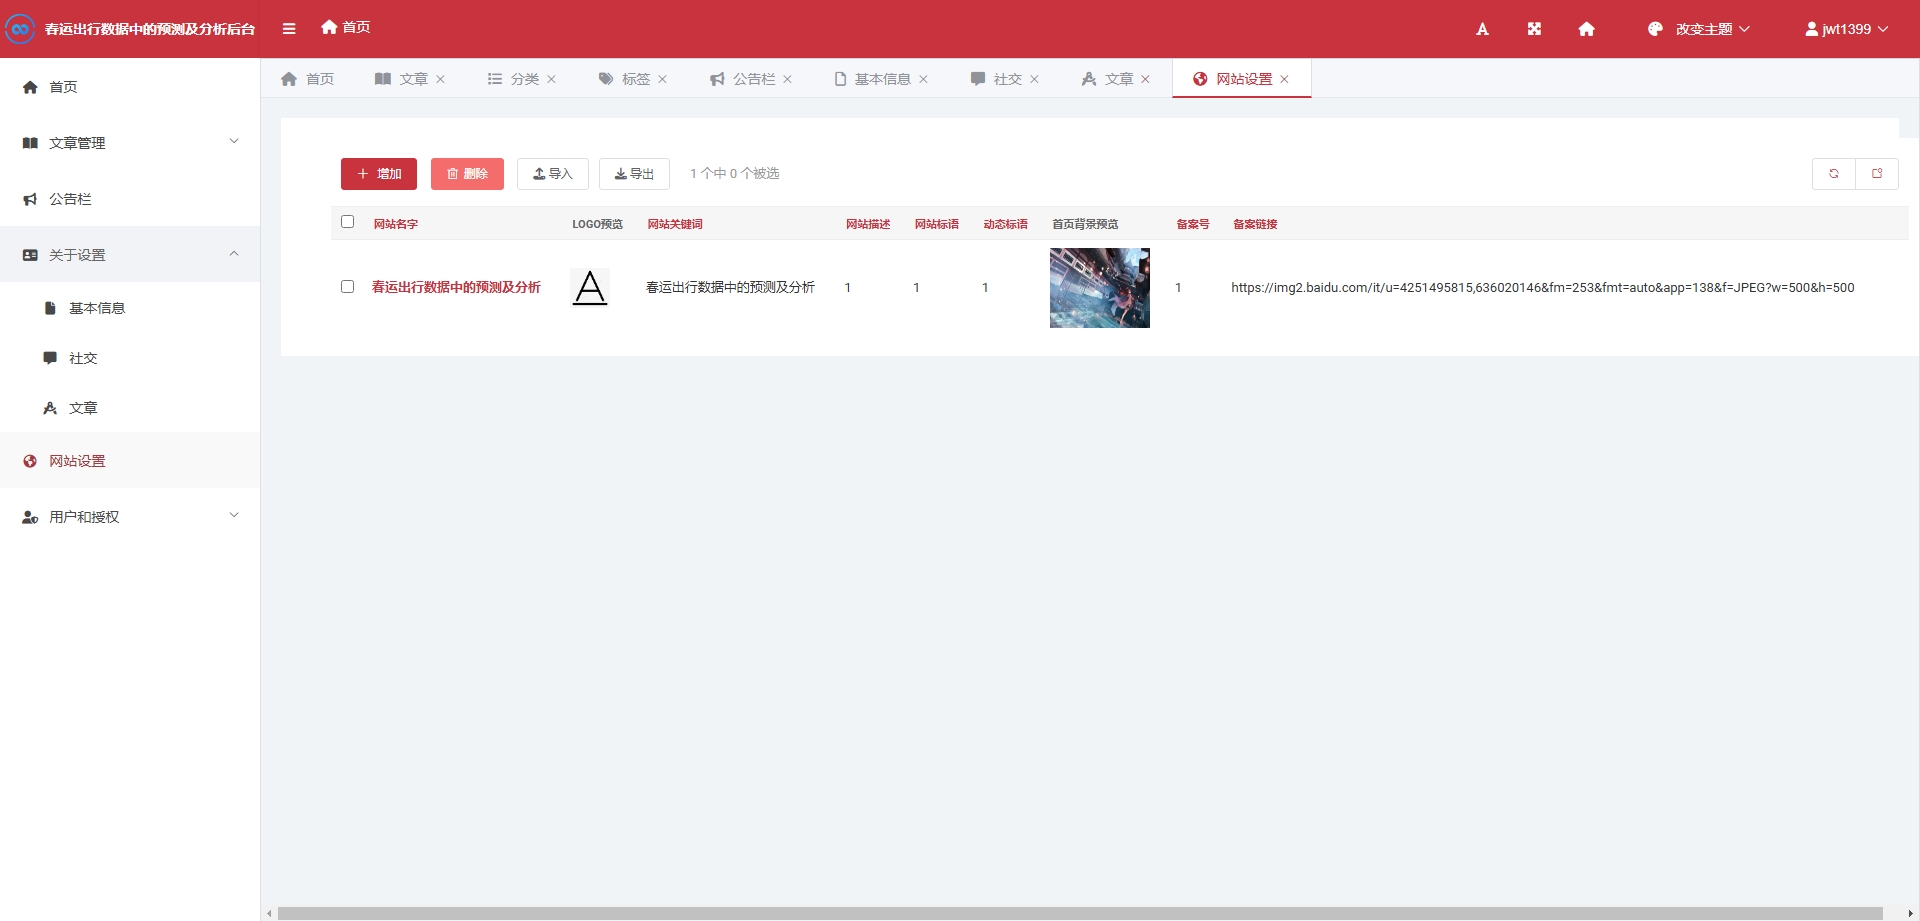 春运出行数据中的预测及分析后台
首页
A
改变主题
jwt1399
首页
文章管理
公告栏
关于设置
基本信息
社交
文章
网站设置
用户和授权
首页
文章
分类
标签
公告栏
基本信息
社交
文章
网站设置
增加
删除
导入
导出
1 个中 0 个被选
网站名字 LOGO预览 网站关键词 网站描述 网站标语 动态标语 首页背景预览 备案号 备案链接
春运出行数据中的预测及分析 A 春运出行数据中的预测及分析 1 1 1 1 https://img2.baidu.com/it/u=4251495815,636020146&fm=253&fmt=auto&app=138&f=JPEG?w=500&h=500